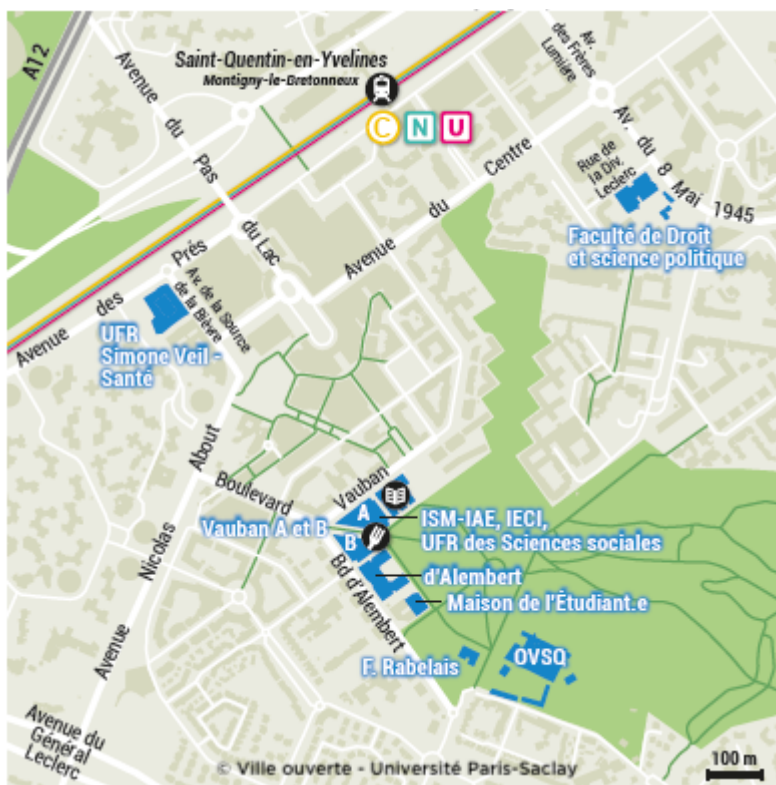 A12
Avenue du Pas du Lac
Saint-Quentin-en-Yvelines
Montigny-le-Bretonneux
C N U
Av. des Frères Lumière
Av. du 8 Mai 1945
Rue de la Div. Leclerc
Faculté de Droit
et science politique
Avenue du Centre
Avenue des Prés
Av. de la Source
de la Bièvre
UFR
Simone Veil -
Santé
Avenue Nicolas About
Boulevard Vauban
Vauban A et B
A
B
ISM-IAE, IECI,
UFR des Sciences sociales
d'Alembert
Maison de l'Étudiant.e
Bd d'Alembert
F. Rabelais
OVSQ
Avenue du
Général
Leclerc
© Ville ouverte - Université Paris-Saclay
100 m